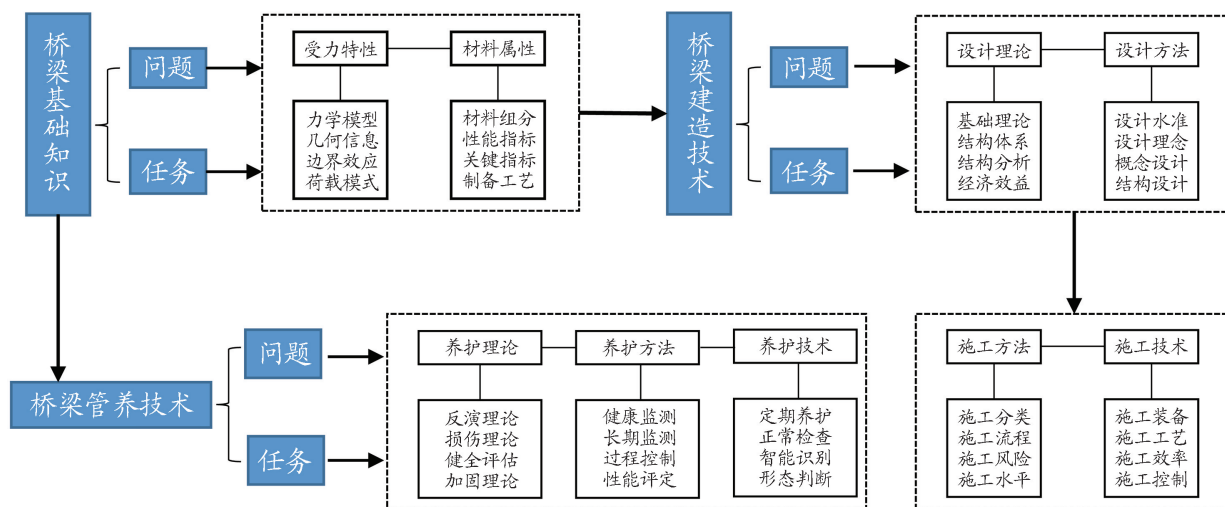 桥梁基础知识
问题
任务
受力特性
材料属性
力学模型
几何信息
边界效应
荷载模式
材料组分
性能指标
关键指标
制备工艺
桥梁建造技术
问题
任务
设计理论
设计方法
基础理论
结构体系
结构分析
经济效益
设计水准
设计理念
概念设计
结构设计
桥梁管养技术
问题
任务
养护理论
养护方法
养护技术
反演理论
损伤理论
健全评估
加固理论
健康监测
长期监测
过程控制
性能评定
定期养护
正常检查
智能识别
形态判断
施工方法
施工技术
施工分类
施工流程
施工风险
施工水平
施工装备
施工工艺
施工效率
施工控制